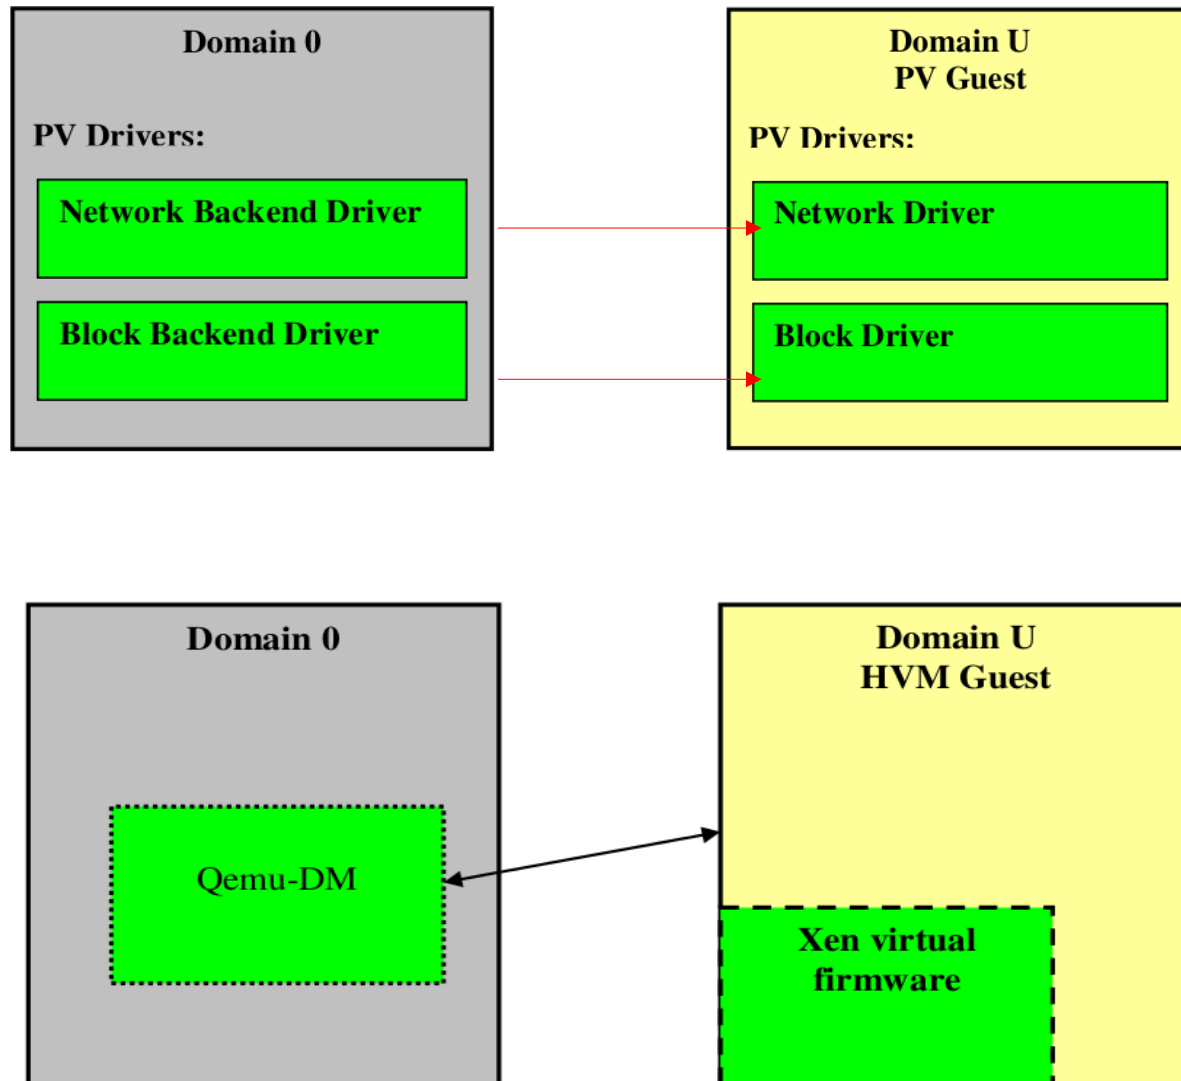 Domain 0
PV Drivers:
Network Backend Driver
Block Backend Driver
Domain U
PV Guest
PV Drivers:
Network Driver
Block Driver
Domain 0
Qemu-DM
Domain U
HVM Guest
Xen virtual
firmware